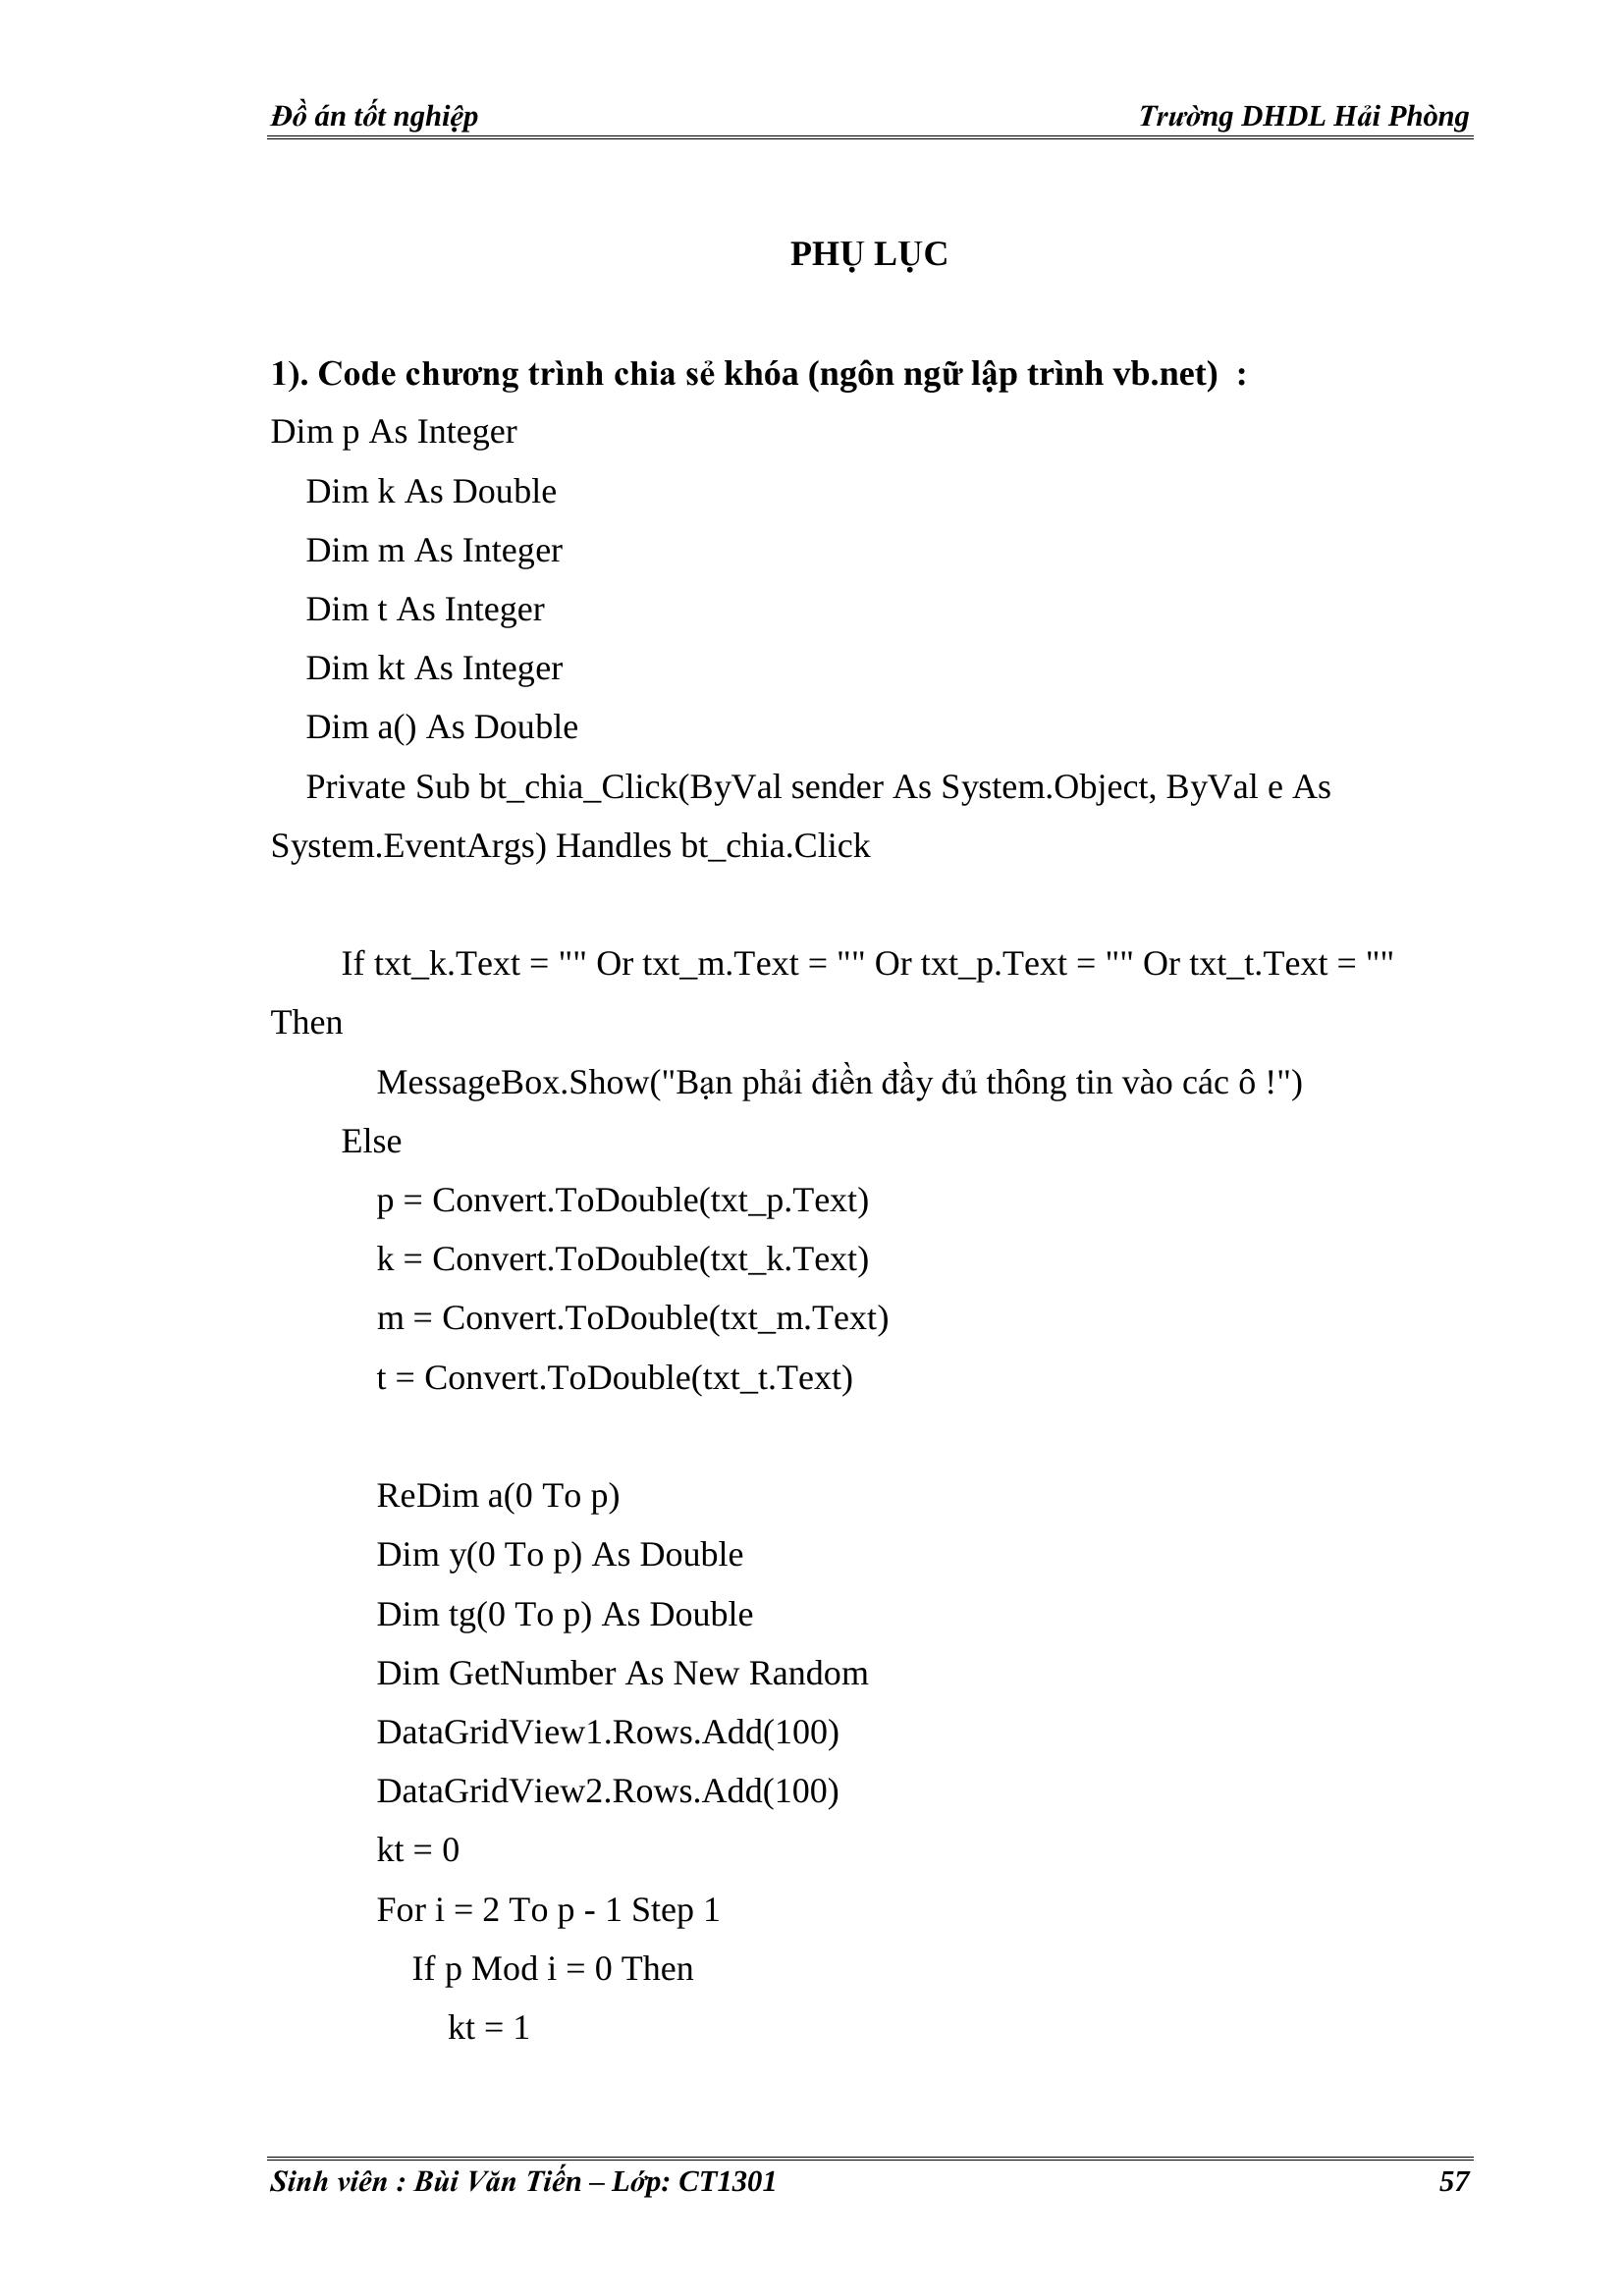 Đồ án tốt nghiệp Trường DHDL Hải Phòng
PHỤ LỤC
1). Code chương trình chia sẻ khóa (ngôn ngữ lập trình vb.net)  :
Dim p As Integer
Dim k As Double
Dim m As Integer
Dim t As Integer
Dim kt As Integer
Dim a() As Double
Private Sub bt_chia_Click(ByVal sender As System.Object, ByVal e As
System.EventArgs) Handles bt_chia.Click
If txt_k.Text = "" Or txt_m.Text = "" Or txt_p.Text = "" Or txt_t.Text = ""
Then
MessageBox.Show("Bạn phải điền đầy đủ thông tin vào các ô !")
Else
p = Convert.ToDouble(txt_p.Text)
k = Convert.ToDouble(txt_k.Text)
m = Convert.ToDouble(txt_m.Text)
t = Convert.ToDouble(txt_t.Text)
ReDim a(0 To p)
Dim y(0 To p) As Double
Dim tg(0 To p) As Double
Dim GetNumber As New Random
DataGridView1.Rows.Add(100)
DataGridView2.Rows.Add(100)
kt = 0
For i = 2 To p - 1 Step 1
If p Mod i = 0 Then
kt = 1
Sinh viên : Bùi Văn Tiến – Lớp: CT1301 57